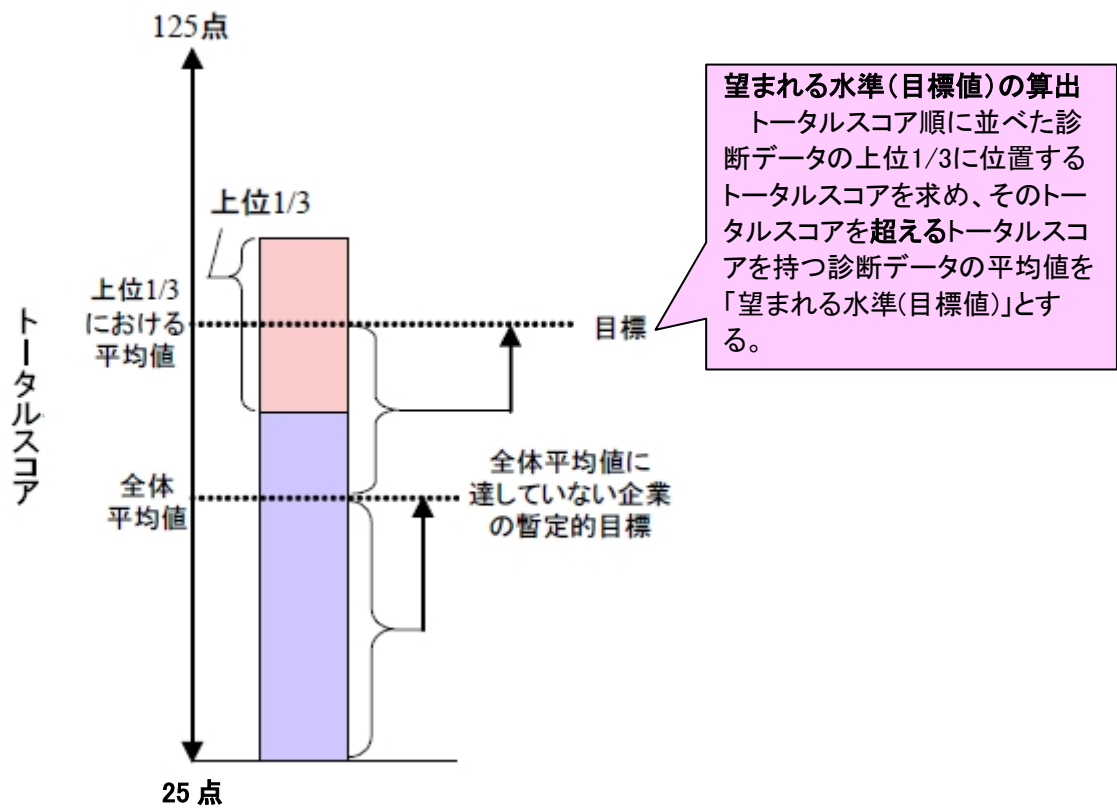 125点
望まれる水準(目標値)の算出
トータルスコア順に並べた診
断データの上位1/3に位置する
トータルスコアを求め、そのトー
タルスコアを超えるトータルスコ
アを持つ診断データの平均値を
「望まれる水準(目標値)」とす
る。
上位1/3
上位1/3
における
平均値
目標
トータルスコア
全体
平均値
全体平均値に
達していない企業
の暫定的目標
25 点